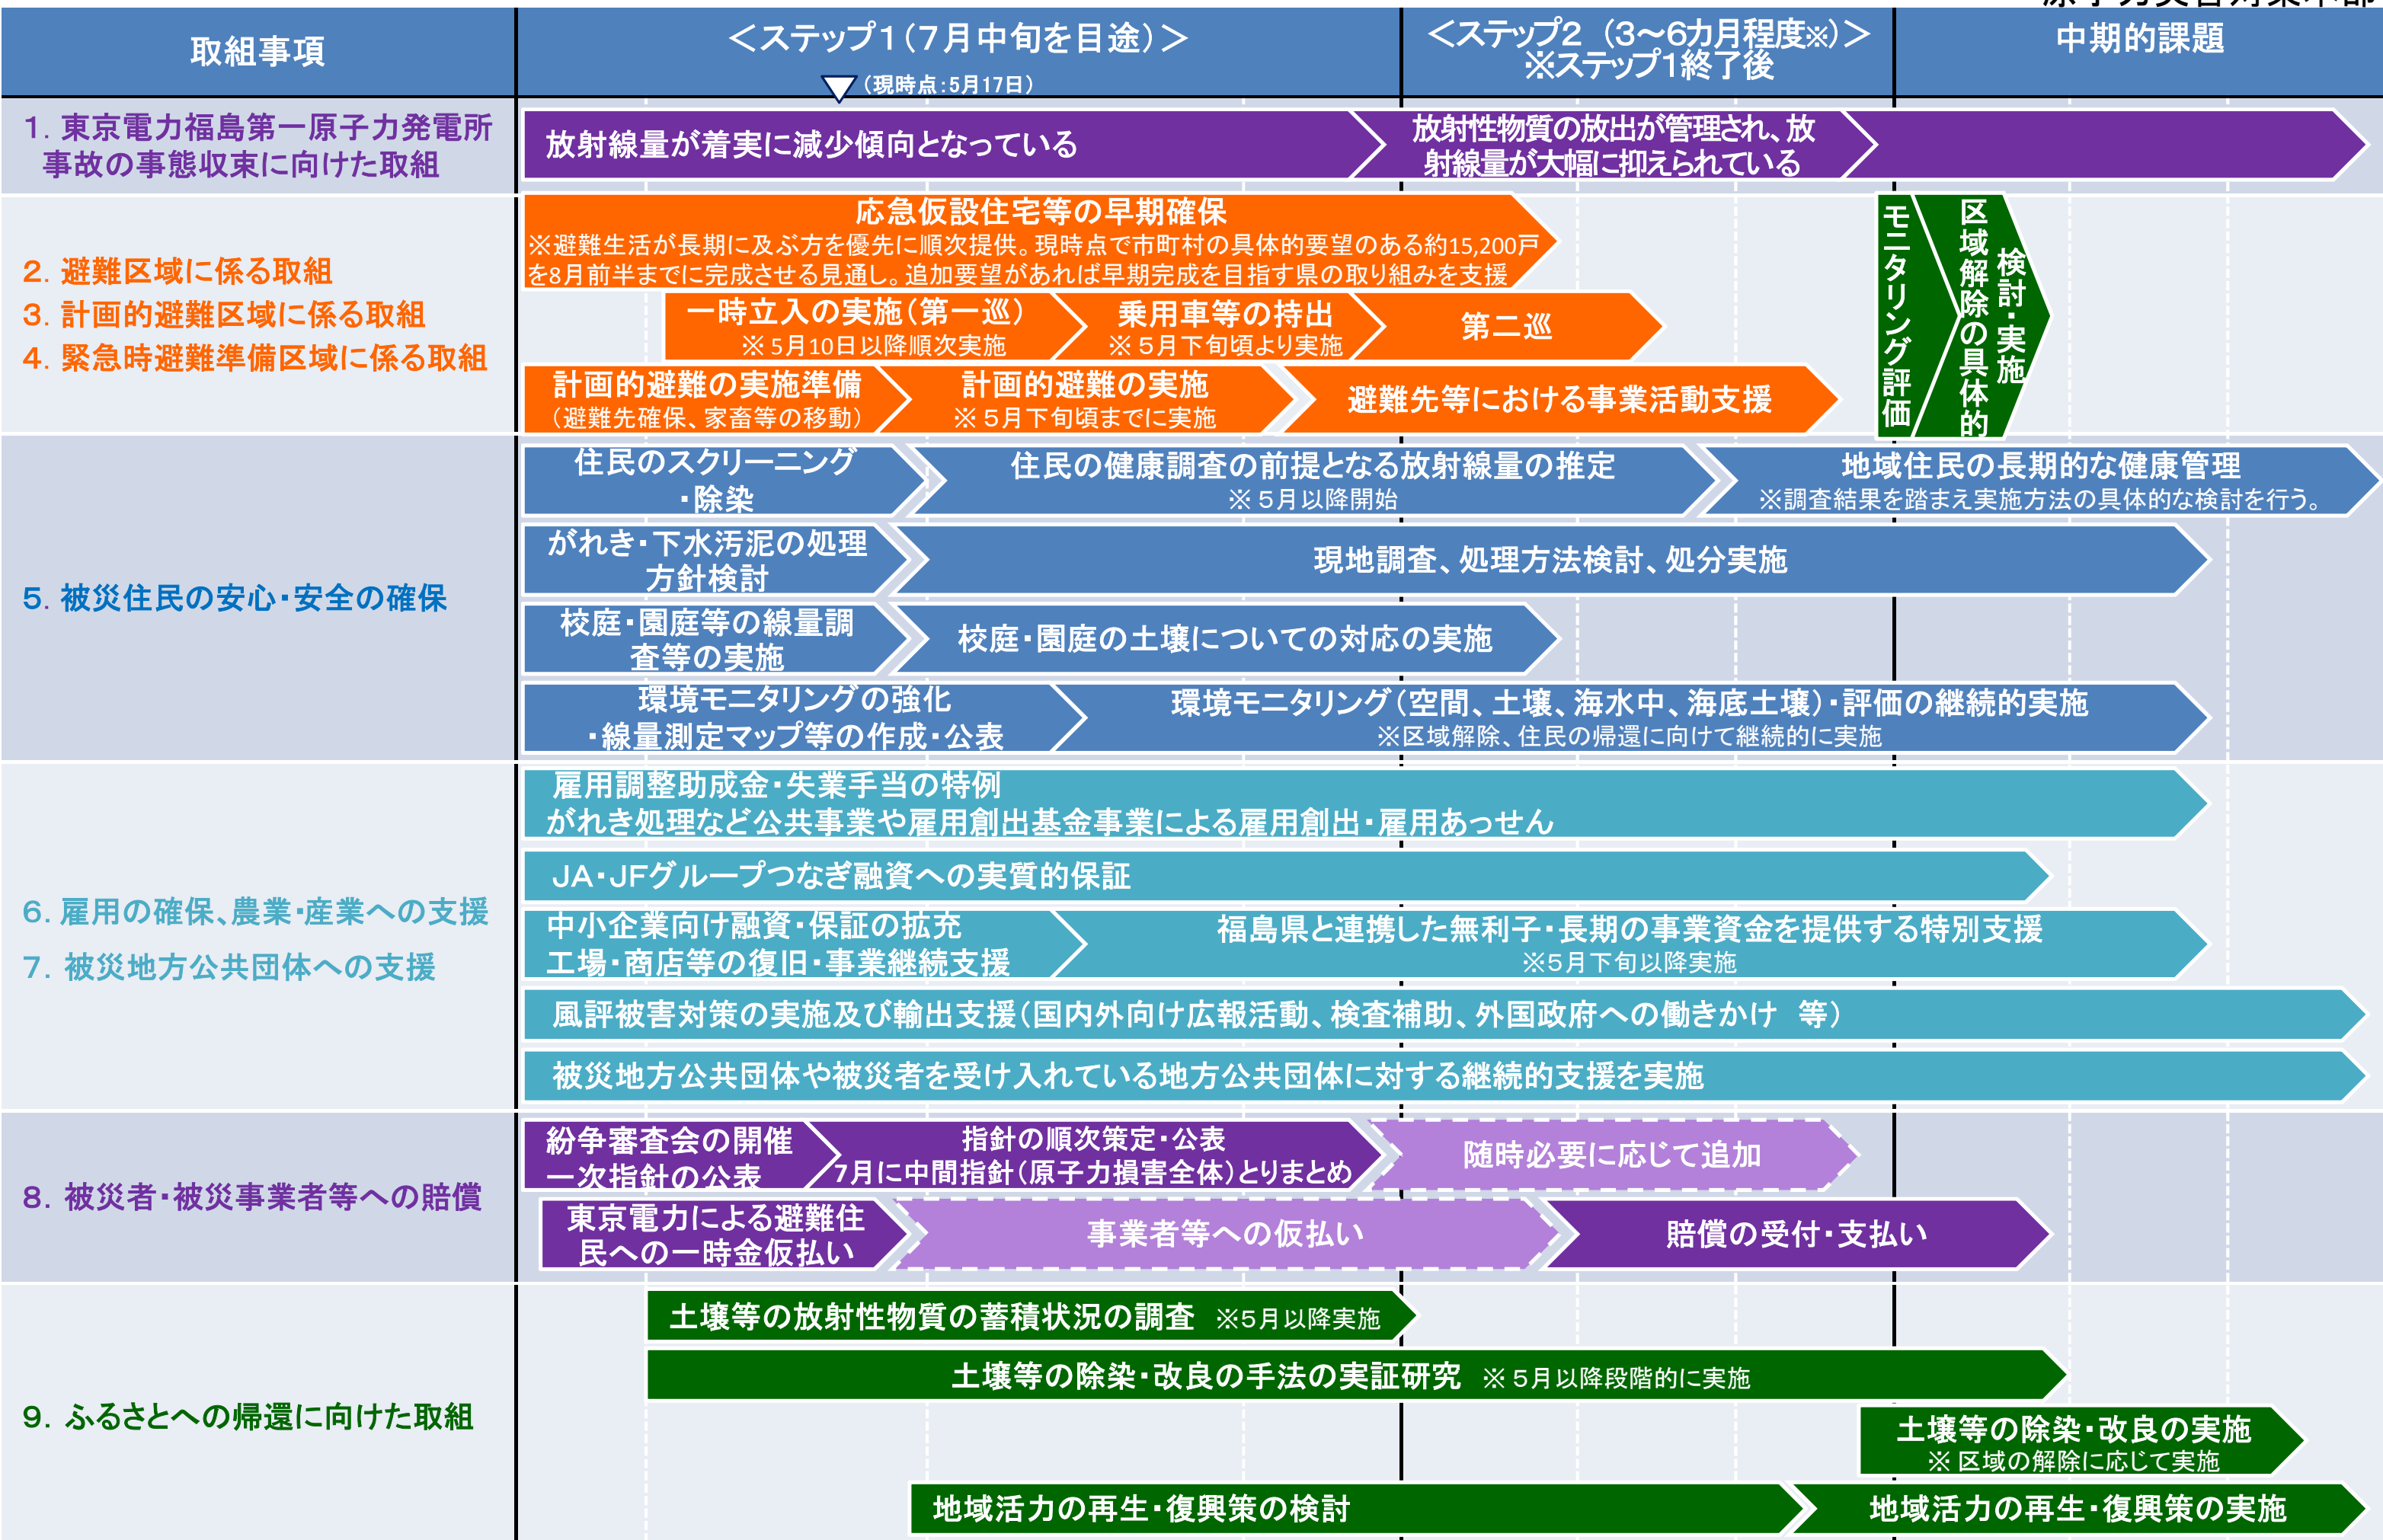 取組事項
＜ステップ１（７月中旬を目途）＞
（現時点：5月17日）
＜ステップ２（３～６カ月程度※）＞
※ステップ１終了後
中期的課題
１．東京電力福島第一原子力発電所
事故の事態収束に向けた取組
放射線量が着実に減少傾向となっている
放射性物質の放出が管理され、放
射線量が大幅に抑えられている
２．避難区域に係る取組
３．計画的避難区域に係る取組
４．緊急時避難準備区域に係る取組
応急仮設住宅等の早期確保
※避難生活が長期に及ぶ方を優先に順次提供。現時点で市町村の具体的要望のある約15,200戸
を8月前半までに完成させる見通し。追加要望があれば早期完成を目指す県の取り組みを支援
一時立入の実施（第一巡）
※５月10日以降順次実施
乗用車等の持出
※５月下旬頃より実施
第二巡
計画的避難の実施準備
（避難先確保、家畜等の移動）
計画的避難の実施
※５月下旬頃までに実施
避難先等における事業活動支援
モニタリング評価
区域解除の具体的
検討・実施
５．被災住民の安心・安全の確保
住民のスクリーニング
・除染
住民の健康調査の前提となる放射線量の推定
※５月以降開始
地域住民の長期的な健康管理
※調査結果を踏まえ実施方法の具体的な検討を行う。
がれき・下水汚泥の処理
方針検討
現地調査、処理方法検討、処分実施
校庭・園庭等の線量調
査等の実施
校庭・園庭の土壌についての対応の実施
環境モニタリングの強化
・線量測定マップ等の作成・公表
環境モニタリング（空間、土壌、海水中、海底土壌）・評価の継続的実施
※区域解除、住民の帰還に向けて継続的に実施
６．雇用の確保、農業・産業への支援
７．被災地方公共団体への支援
雇用調整助成金・失業手当の特例
がれき処理など公共事業や雇用創出基金事業による雇用創出・雇用あっせん
JA・JFグループつなぎ融資への実質的保証
中小企業向け融資・保証の拡充
工場・商店等の復旧・事業継続支援
福島県と連携した無利子・長期の事業資金を提供する特別支援
※５月下旬以降実施
風評被害対策の実施及び輸出支援（国内外向け広報活動、検査補助、外国政府への働きかけ　等）
被災地方公共団体や被災者を受け入れている地方公共団体に対する継続的支援を実施
８．被災者・被災事業者等への賠償
紛争審査会の開催
一次指針の公表
指針の順次策定・公表
7月に中間指針（原子力損害全体）とりまとめ
随時必要に応じて追加
東京電力による避難住
民への一時金仮払い
事業者等への仮払い
賠償の受付・支払い
９．ふるさとへの帰還に向けた取組
土壌等の放射性物質の蓄積状況の調査　※５月以降実施
土壌等の除染・改良の手法の実証研究　※５月以降段階的に実施
土壌等の除染・改良の実施
※区域の解除に応じて実施
地域活力の再生・復興策の検討
地域活力の再生・復興策の実施